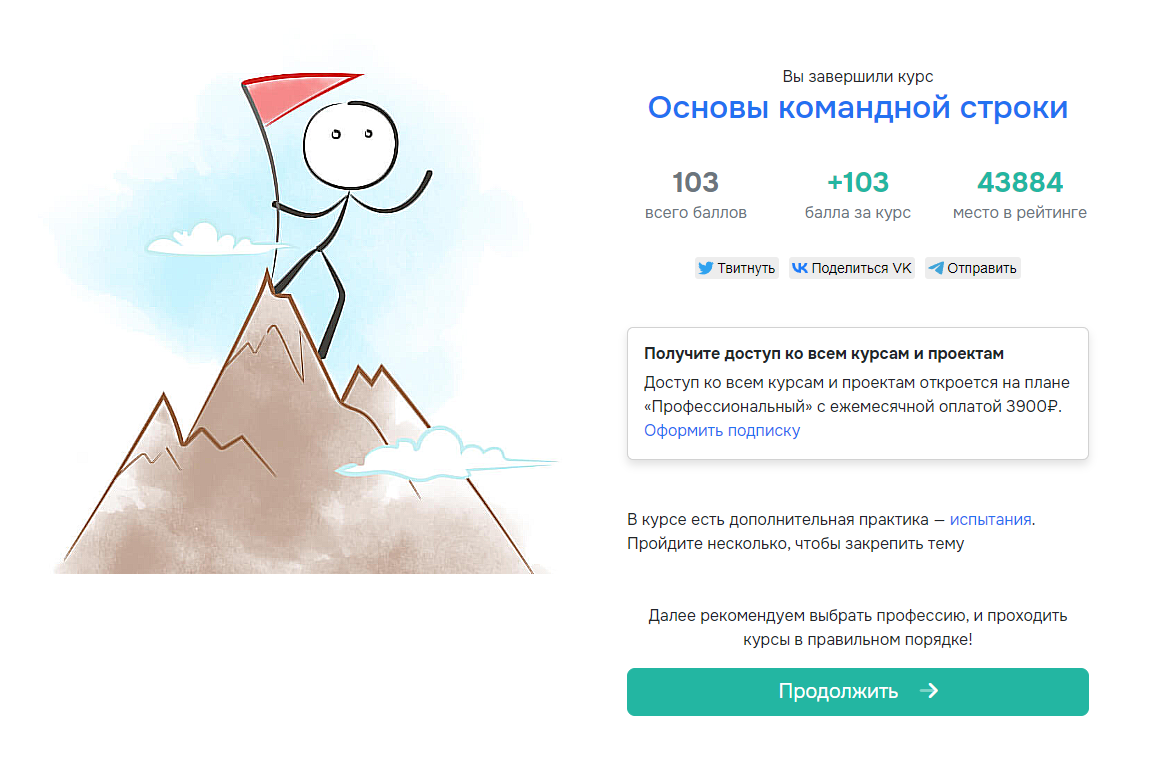 Вы завершили курс
Основы командной строки
103 +103 43884
всего баллов балла за курс место в рейтинге
Твитнуть Поделиться VK Отправить
Получите доступ ко всем курсам и проектам
Доступ ко всем курсам и проектам откроется на плане
«Профессиональный» с ежемесячной оплатой 3900₽.
Оформить подписку
В курсе есть дополнительная практика — испытания.
Пройдите несколько, чтобы закрепить тему
Далее рекомендуем выбрать профессию, и проходить
курсы в правильном порядке!
Продолжить →